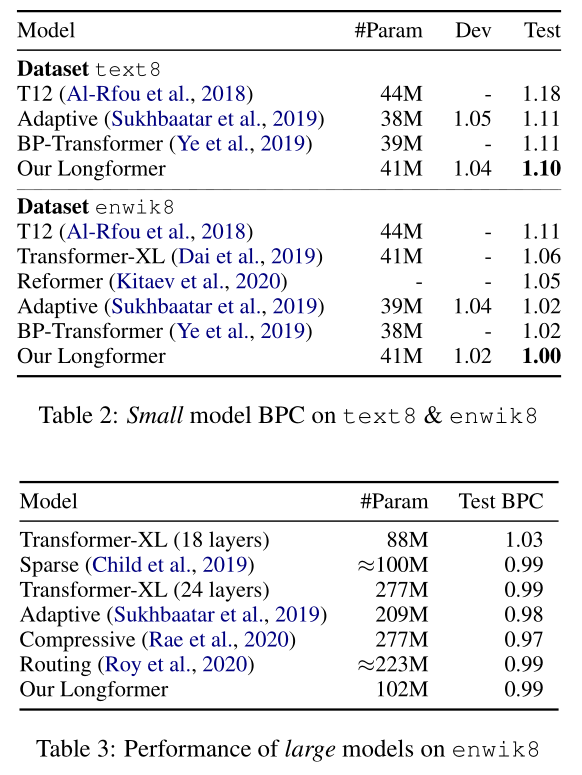 Model #Param Dev Test
Dataset text8
T12 (Al-Rfou et al., 2018) 44M - 1.18
Adaptive (Sukhbaatar et al., 2019) 38M 1.05 1.11
BP-Transformer (Ye et al., 2019) 39M - 1.11
Our Longformer 41M 1.04 1.10
Dataset enwik8
T12 (Al-Rfou et al., 2018) 44M - 1.11
Transformer-XL (Dai et al., 2019) 41M - 1.06
Reformer (Kitaev et al., 2020) - - 1.05
Adaptive (Sukhbaatar et al., 2019) 39M 1.04 1.02
BP-Transformer (Ye et al., 2019) 38M - 1.02
Our Longformer 41M 1.02 1.00
Table 2: Small model BPC on text8 & enwik8
Model #Param Test BPC
Transformer-XL (18 layers) 88M 1.03
Sparse (Child et al., 2019) ≈100M 0.99
Transformer-XL (24 layers) 277M 0.99
Adaptive (Sukhbaatar et al., 2019) 209M 0.98
Compressive (Rae et al., 2020) 277M 0.97
Routing (Roy et al., 2020) ≈223M 0.99
Our Longformer 102M 0.99
Table 3: Performance of large models on enwik8